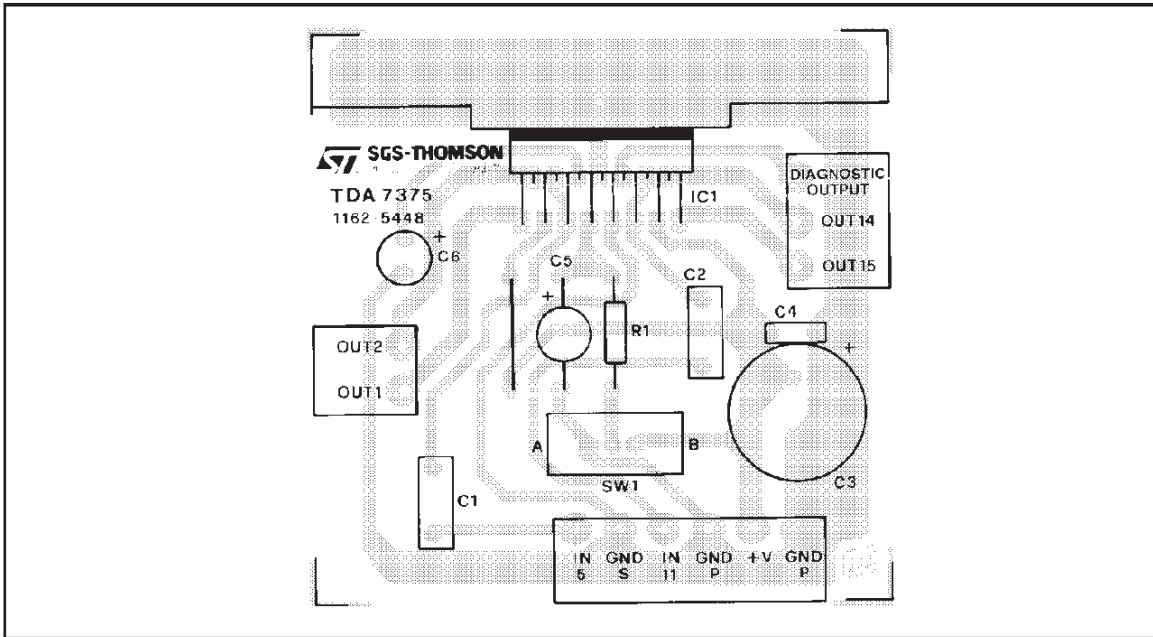 SGS-THOMSON
TDA 7375
1162 5448
+
C6
IC1
DIAGNOSTIC
OUTPUT
OUT14
OUT15
C5
+
R1
C2
C4
+
C3
OUT2
OUT1
A
B
SW1
C1
IN GND IN GND +V GND
5 S 11 P P